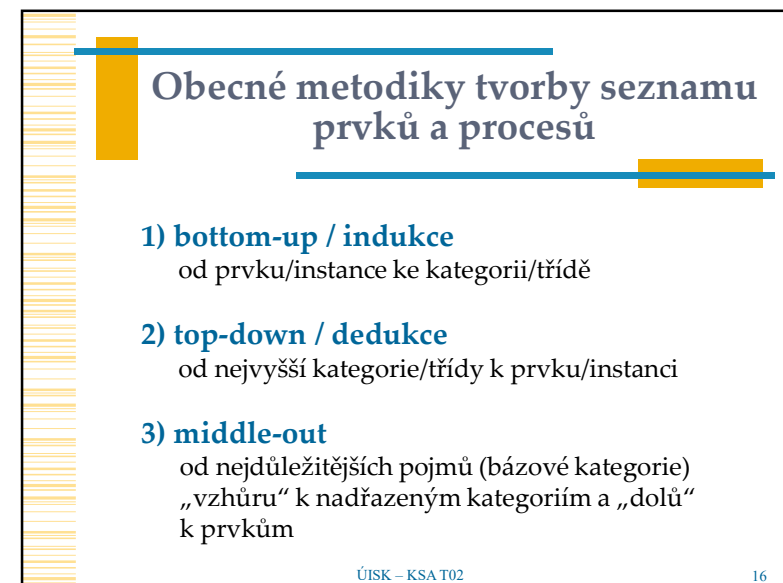 Obecné metodiky tvorby seznamu
prvků a procesů
1) bottom-up / indukce
od prvku/instance ke kategorii/třídě
2) top-down / dedukce
od nejvyšší kategorie/třídy k prvku/instanci
3) middle-out
od nejdůležitějších pojmů (bázové kategorie)
„vzhůru“ k nadřazeným kategoriím a „dolů“
k prvkům
ÚISK – KSA T02
16